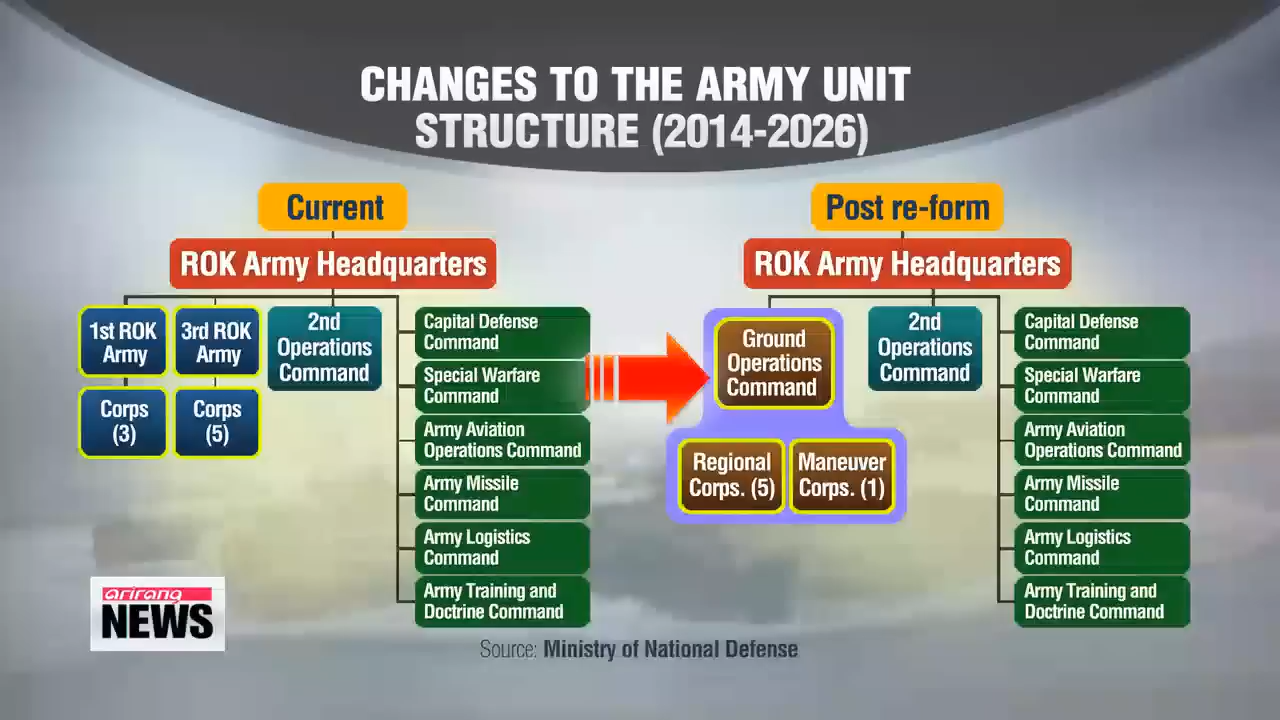 CHANGES TO THE ARMY UNIT
STRUCTURE (2014-2026)
Current
ROK Army Headquarters
1st ROK
Army
3rd ROK
Army
2nd
Operations
Command
Corps
(3)
Corps
(5)
Capital Defense
Command
Special Warfare
Command
Army Aviation
Operations Command
Army Missile
Command
Army Logistics
Command
Army Training and
Doctrine Command
Post re-form
ROK Army Headquarters
Ground
Operations
Command
2nd
Operations
Command
Regional
Corps. (5)
Maneuver
Corps. (1)
Capital Defense
Command
Special Warfare
Command
Army Aviation
Operations Command
Army Missile
Command
Army Logistics
Command
Army Training and
Doctrine Command
arirang
NEWS
Source: Ministry of National Defense